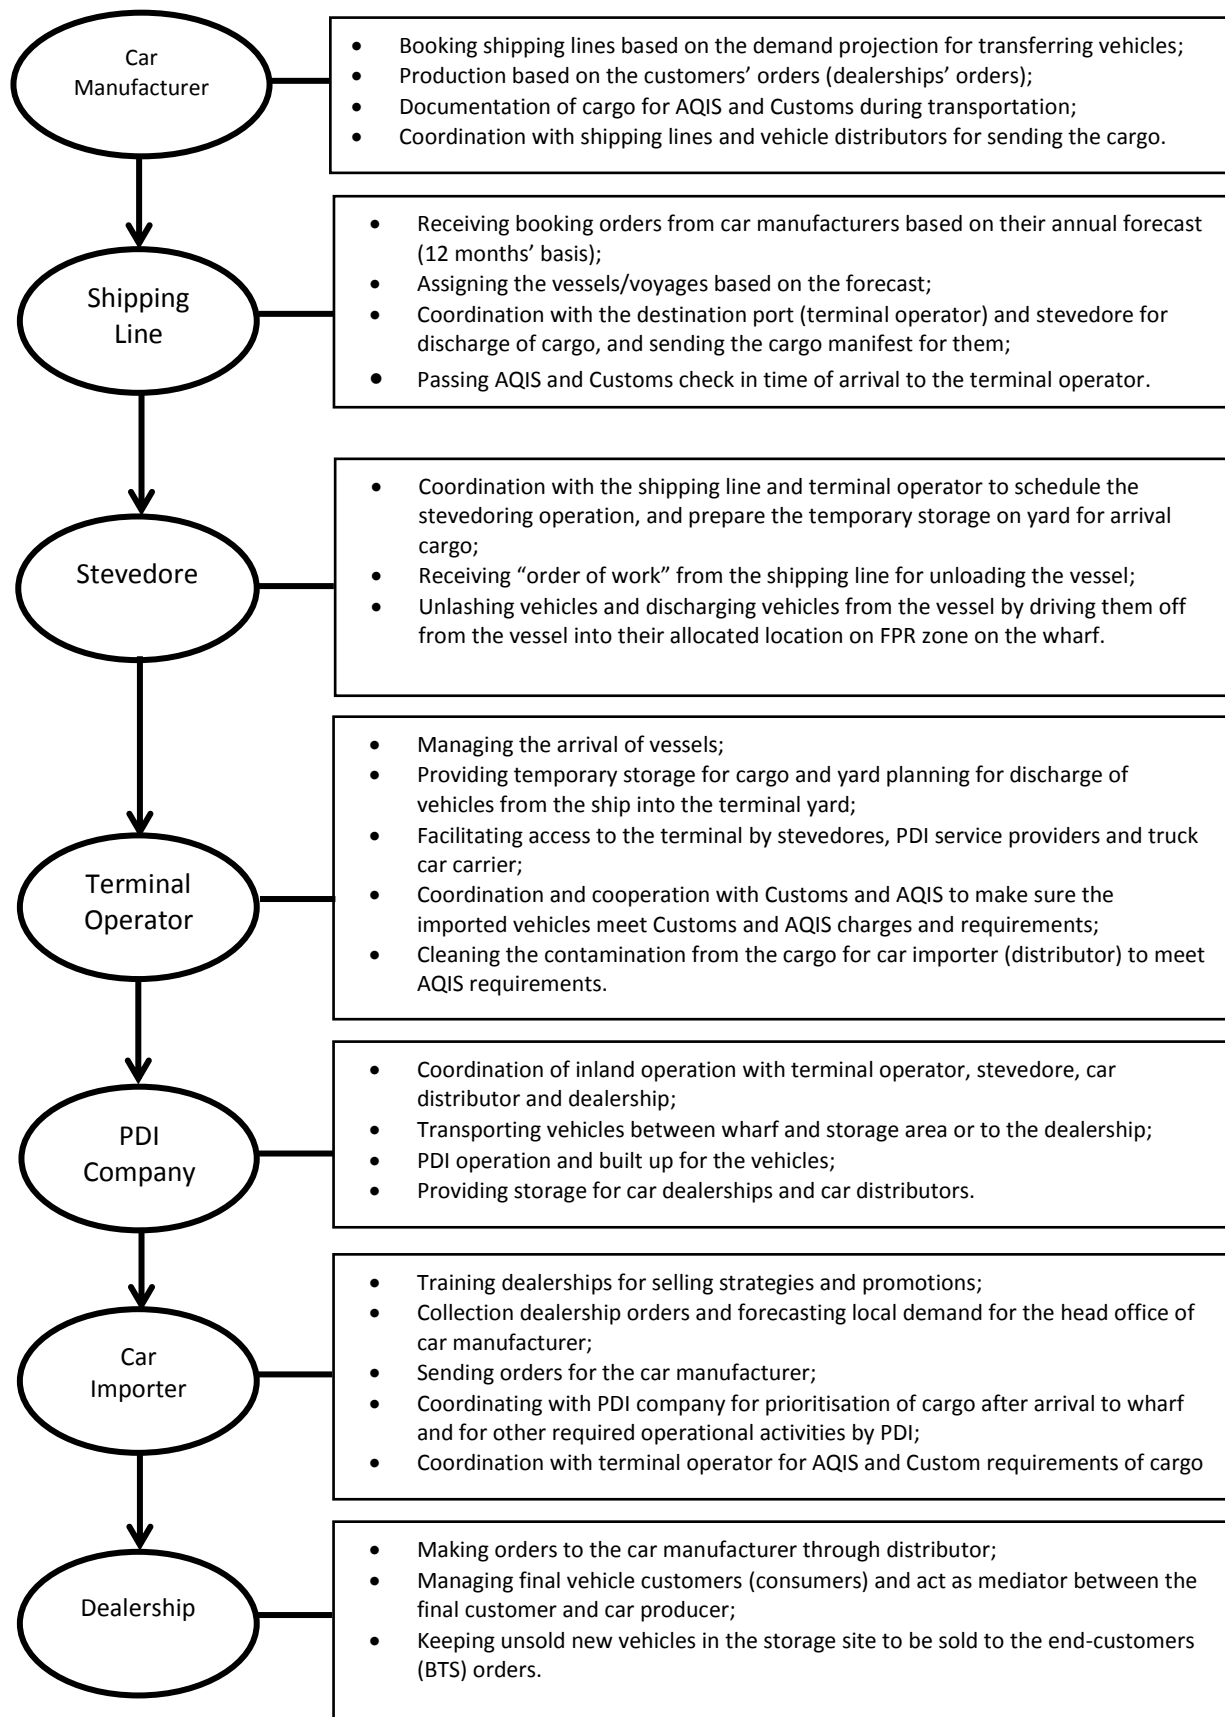 Car
Manufacturer
• Booking shipping lines based on the demand projection for transferring vehicles;
• Production based on the customers’ orders (dealerships’ orders);
• Documentation of cargo for AQIS and Customs during transportation;
• Coordination with shipping lines and vehicle distributors for sending the cargo.
Shipping
Line
• Receiving booking orders from car manufacturers based on their annual forecast
(12 months’ basis);
• Assigning the vessels/voyages based on the forecast;
• Coordination with the destination port (terminal operator) and stevedore for
discharge of cargo, and sending the cargo manifest for them;
• Passing AQIS and Customs check in time of arrival to the terminal operator.
Stevedore
• Coordination with the shipping line and terminal operator to schedule the
stevedoring operation, and prepare the temporary storage on yard for arrival
cargo;
• Receiving “order of work” from the shipping line for unloading the vessel;
• Unlashing vehicles and discharging vehicles from the vessel by driving them off
from the vessel into their allocated location on FPR zone on the wharf.
Terminal
Operator
• Managing the arrival of vessels;
• Providing temporary storage for cargo and yard planning for discharge of
vehicles from the ship into the terminal yard;
• Facilitating access to the terminal by stevedores, PDI service providers and truck
car carrier;
• Coordination and cooperation with Customs and AQIS to make sure the
imported vehicles meet Customs and AQIS charges and requirements;
• Cleaning the contamination from the cargo for car importer (distributor) to meet
AQIS requirements.
PDI
Company
• Coordination of inland operation with terminal operator, stevedore, car
distributor and dealership;
• Transporting vehicles between wharf and storage area or to the dealership;
• PDI operation and built up for the vehicles;
• Providing storage for car dealerships and car distributors.
Car
Importer
• Training dealerships for selling strategies and promotions;
• Collection dealership orders and forecasting local demand for the head office of
car manufacturer;
• Sending orders for the car manufacturer;
• Coordinating with PDI company for prioritisation of cargo after arrival to wharf
and for other required operational activities by PDI;
• Coordination with terminal operator for AQIS and Custom requirements of cargo
Dealership
• Making orders to the car manufacturer through distributor;
• Managing final vehicle customers (consumers) and act as mediator between the
final customer and car producer;
• Keeping unsold new vehicles in the storage site to be sold to the end-customers
(BTS) orders.